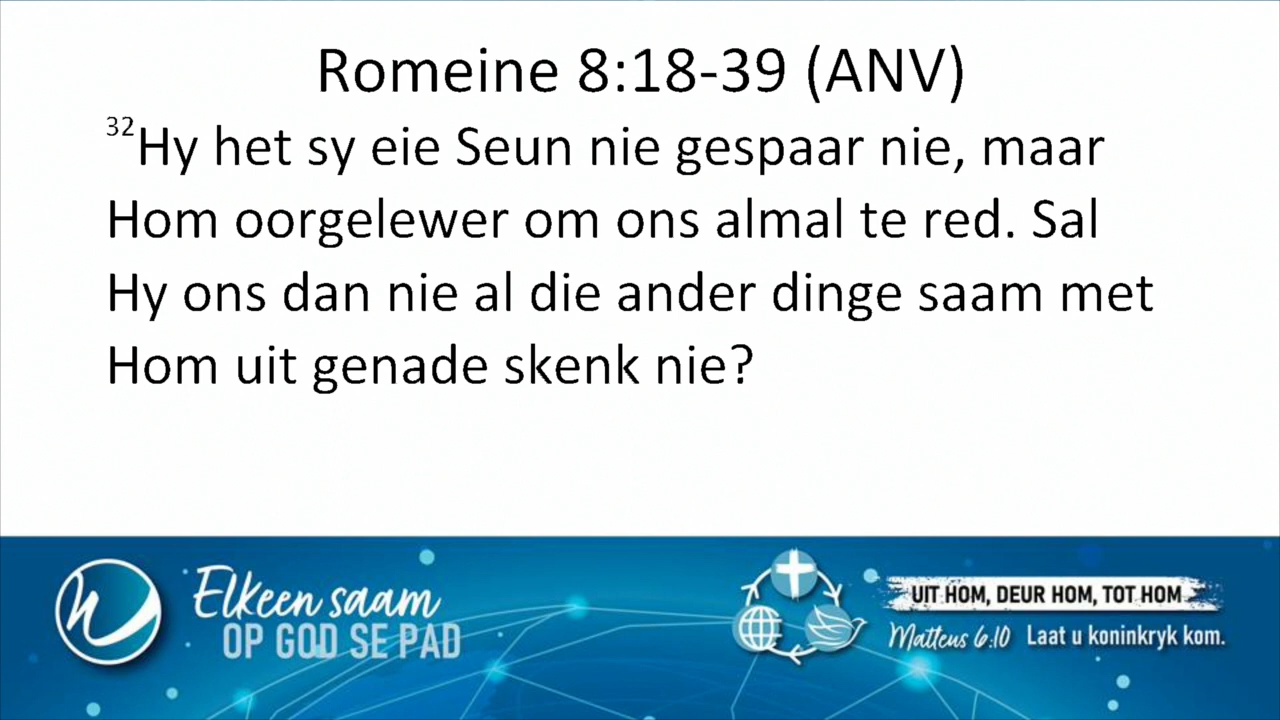 Romeine 8:18-39 (ANV)
32Hy het sy eie Seun nie gespaar nie, maar
Hom oorgelewer om ons almal te red. Sal
Hy ons dan nie al die ander dinge saam met
Hom uit genade skenk nie?
Elkeen saam
OP GOD SE PAD
UIT HOM, DEUR HOM, TOT HOM
Matteus 6:10 Laat u koninkryk kom.